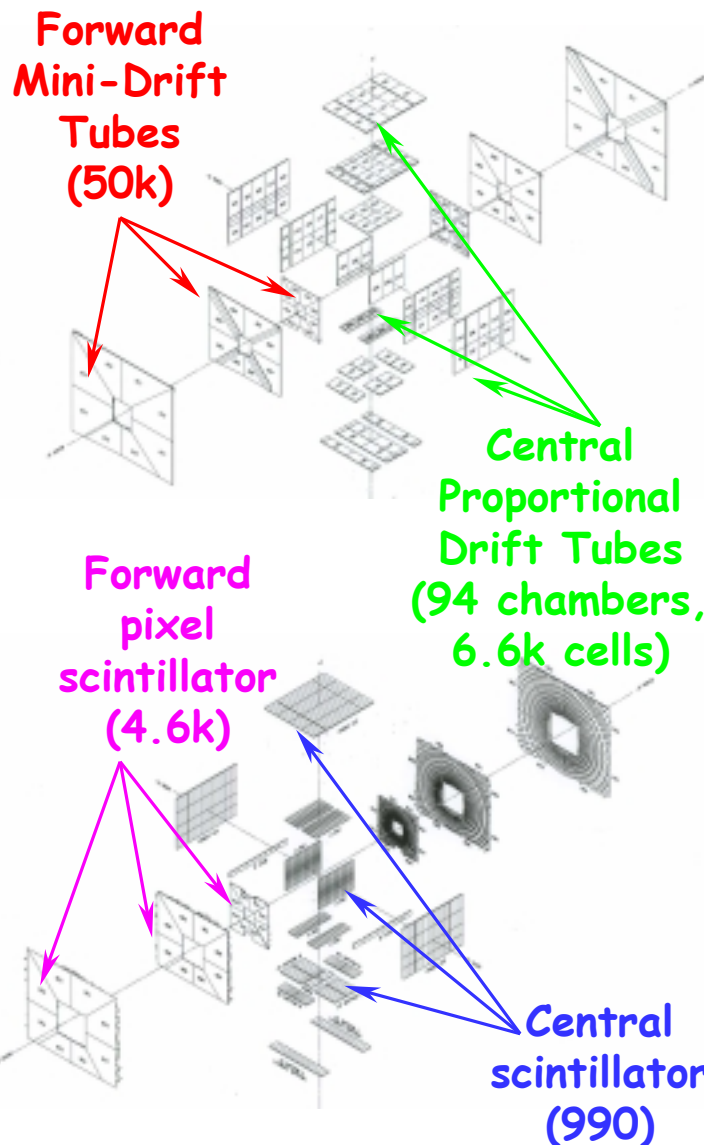 Forward
Mini-Drift
Tubes
(50k)
Central
Proportional
Drift Tubes
(94 chambers,
6.6k cells)
Forward
pixel
scintillator
(4.6k)
Central
scintillator
(990)